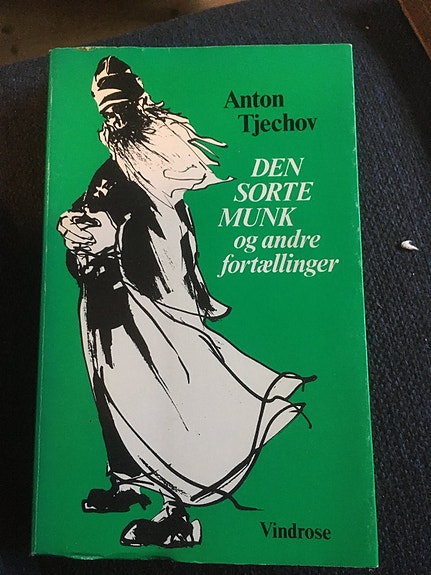 Anton
Tjechov
DEN
SORTE
MUNK
og andre
fortællinger
Vindrose